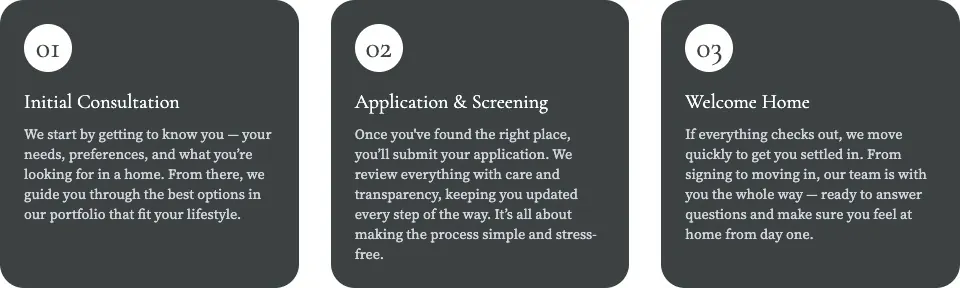 01
Initial Consultation
We start by getting to know you — your
needs, preferences, and what you’re
looking for in a home. From there, we
guide you through the best options in
our portfolio that fit your lifestyle.
02
Application & Screening
Once you've found the right place,
you’ll submit your application. We
review everything with care and
transparency, keeping you updated
every step of the way. It’s all about
making the process simple and stress-
free.
03
Welcome Home
If everything checks out, we move
quickly to get you settled in. From
signing to moving in, our team is with
you the whole way — ready to answer
questions and make sure you feel at
home from day one.